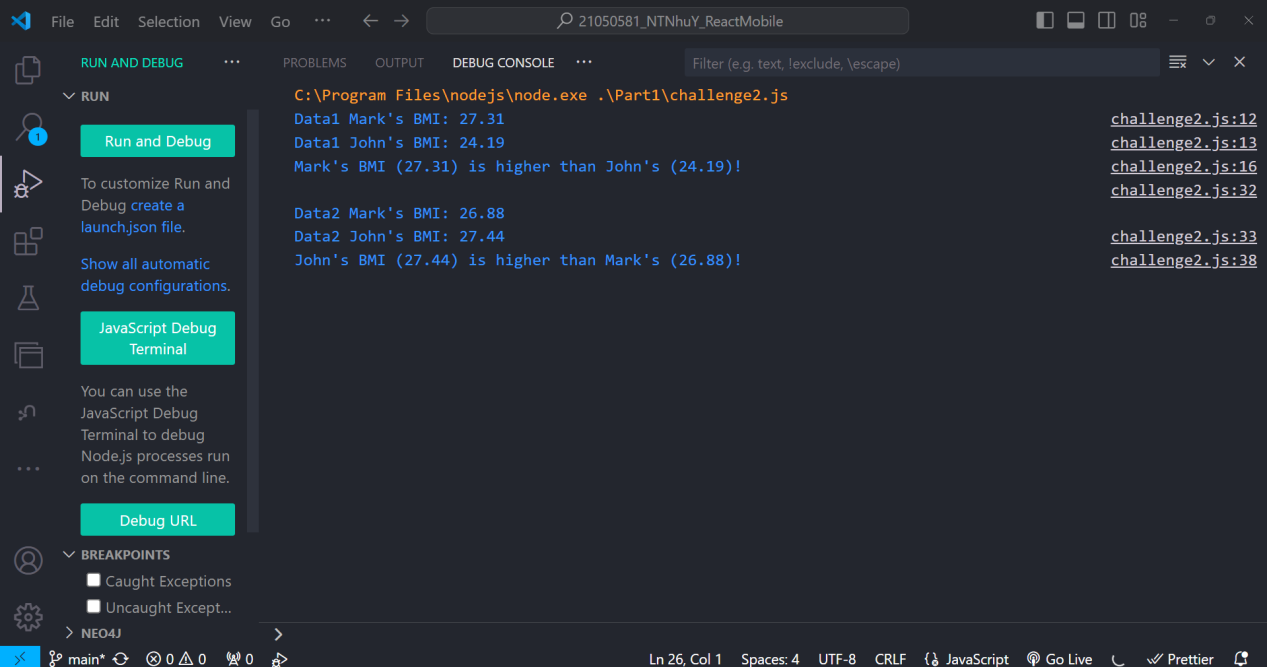 File Edit Selection View Go ··· 21050581_NTNhuY_ReactMobile
RUN AND DEBUG ···
RUN
Run and Debug
To customize Run and
Debug create a
launch.json file.
Show all automatic
debug configurations.
JavaScript Debug
Terminal
You can use the
JavaScript Debug
Terminal to debug
Node.js processes run
on the command line.
Debug URL
BREAKPOINTS
Caught Exceptions
Uncaught Except...
NEO4J
1
PROBLEMS OUTPUT DEBUG CONSOLE ··· Filter (e.g. text, !exclude, \escape)
C:\Program Files\nodejs\node.exe .\Part1\challenge2.js
Data1 Mark's BMI: 27.31 challenge2.js:12
Data1 John's BMI: 24.19 challenge2.js:13
Mark's BMI (27.31) is higher than John's (24.19)! challenge2.js:16
challenge2.js:32
Data2 Mark's BMI: 26.88
Data2 John's BMI: 27.44 challenge2.js:33
John's BMI (27.44) is higher than Mark's (26.88)! challenge2.js:38
main* 0 0 0 Ln 26, Col 1 Spaces: 4 UTF-8 CRLF {} JavaScript Go Live Prettier